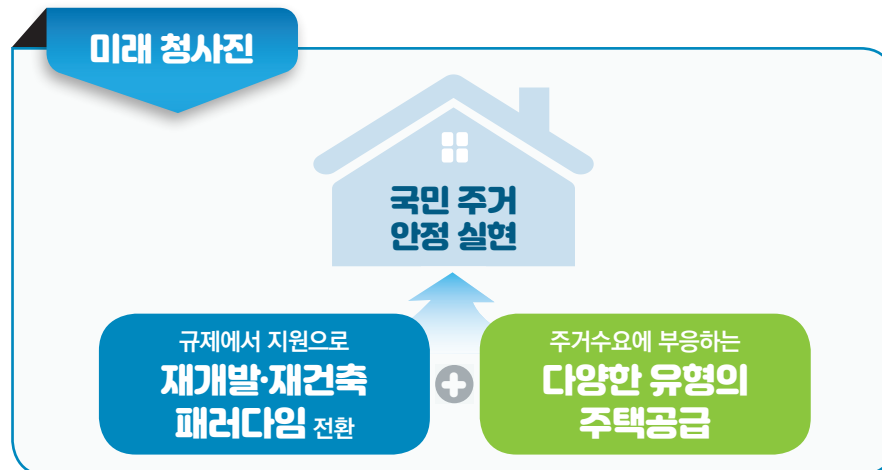 미래 청사진
국민 주거
안정 실현
규제에서 지원으로
재개발·재건축
패러다임 전환
주거수요에 부응하는
다양한 유형의
주택공급